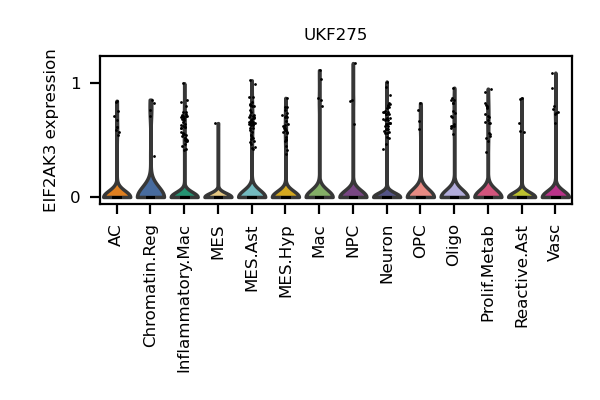 UKF275
EIF2AK3 expression
1
0
AC
Chromatin.Reg
Inflammatory.Mac
MES
MES.Ast
MES.Hyp
Mac
NPC
Neuron
OPC
Oligo
Prolif.Metab
Reactive.Ast
Vasc